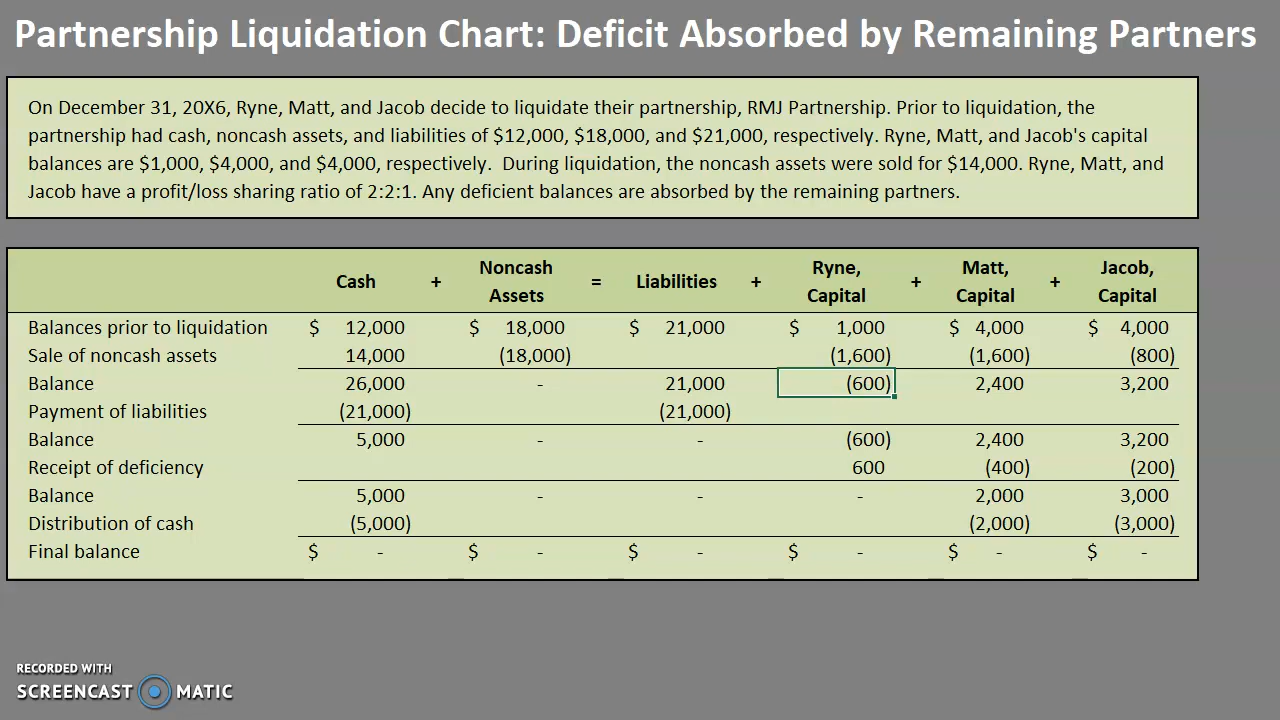 Partnership Liquidation Chart: Deficit Absorbed by Remaining Partners
On December 31, 20X6, Ryne, Matt, and Jacob decide to liquidate their partnership, RMJ Partnership. Prior to liquidation, the
partnership had cash, noncash assets, and liabilities of $12,000, $18,000, and $21,000, respectively. Ryne, Matt, and Jacob's capital
balances are $1,000, $4,000, and $4,000, respectively.  During liquidation, the noncash assets were sold for $14,000. Ryne, Matt, and
Jacob have a profit/loss sharing ratio of 2:2:1. Any deficient balances are absorbed by the remaining partners.
Noncash Ryne, Matt, Jacob,
Cash + = Liabilities + + +
Assets Capital Capital Capital
Balances prior to liquidation $ 12,000 $ 18,000 $ 21,000 $ 1,000 $ 4,000 $ 4,000
Sale of noncash assets 14,000 (18,000) (1,600) (1,600) (800)
Balance 26,000 - 21,000 (600) 2,400 3,200
Payment of liabilities (21,000) (21,000)
Balance 5,000 - - (600) 2,400 3,200
Receipt of deficiency 600 (400) (200)
Balance 5,000 - - - 2,000 3,000
Distribution of cash (5,000) (2,000) (3,000)
Final balance $ - $ - $ - $ - $ - $ -
RECORDED WITH
SCREENCAST MATIC